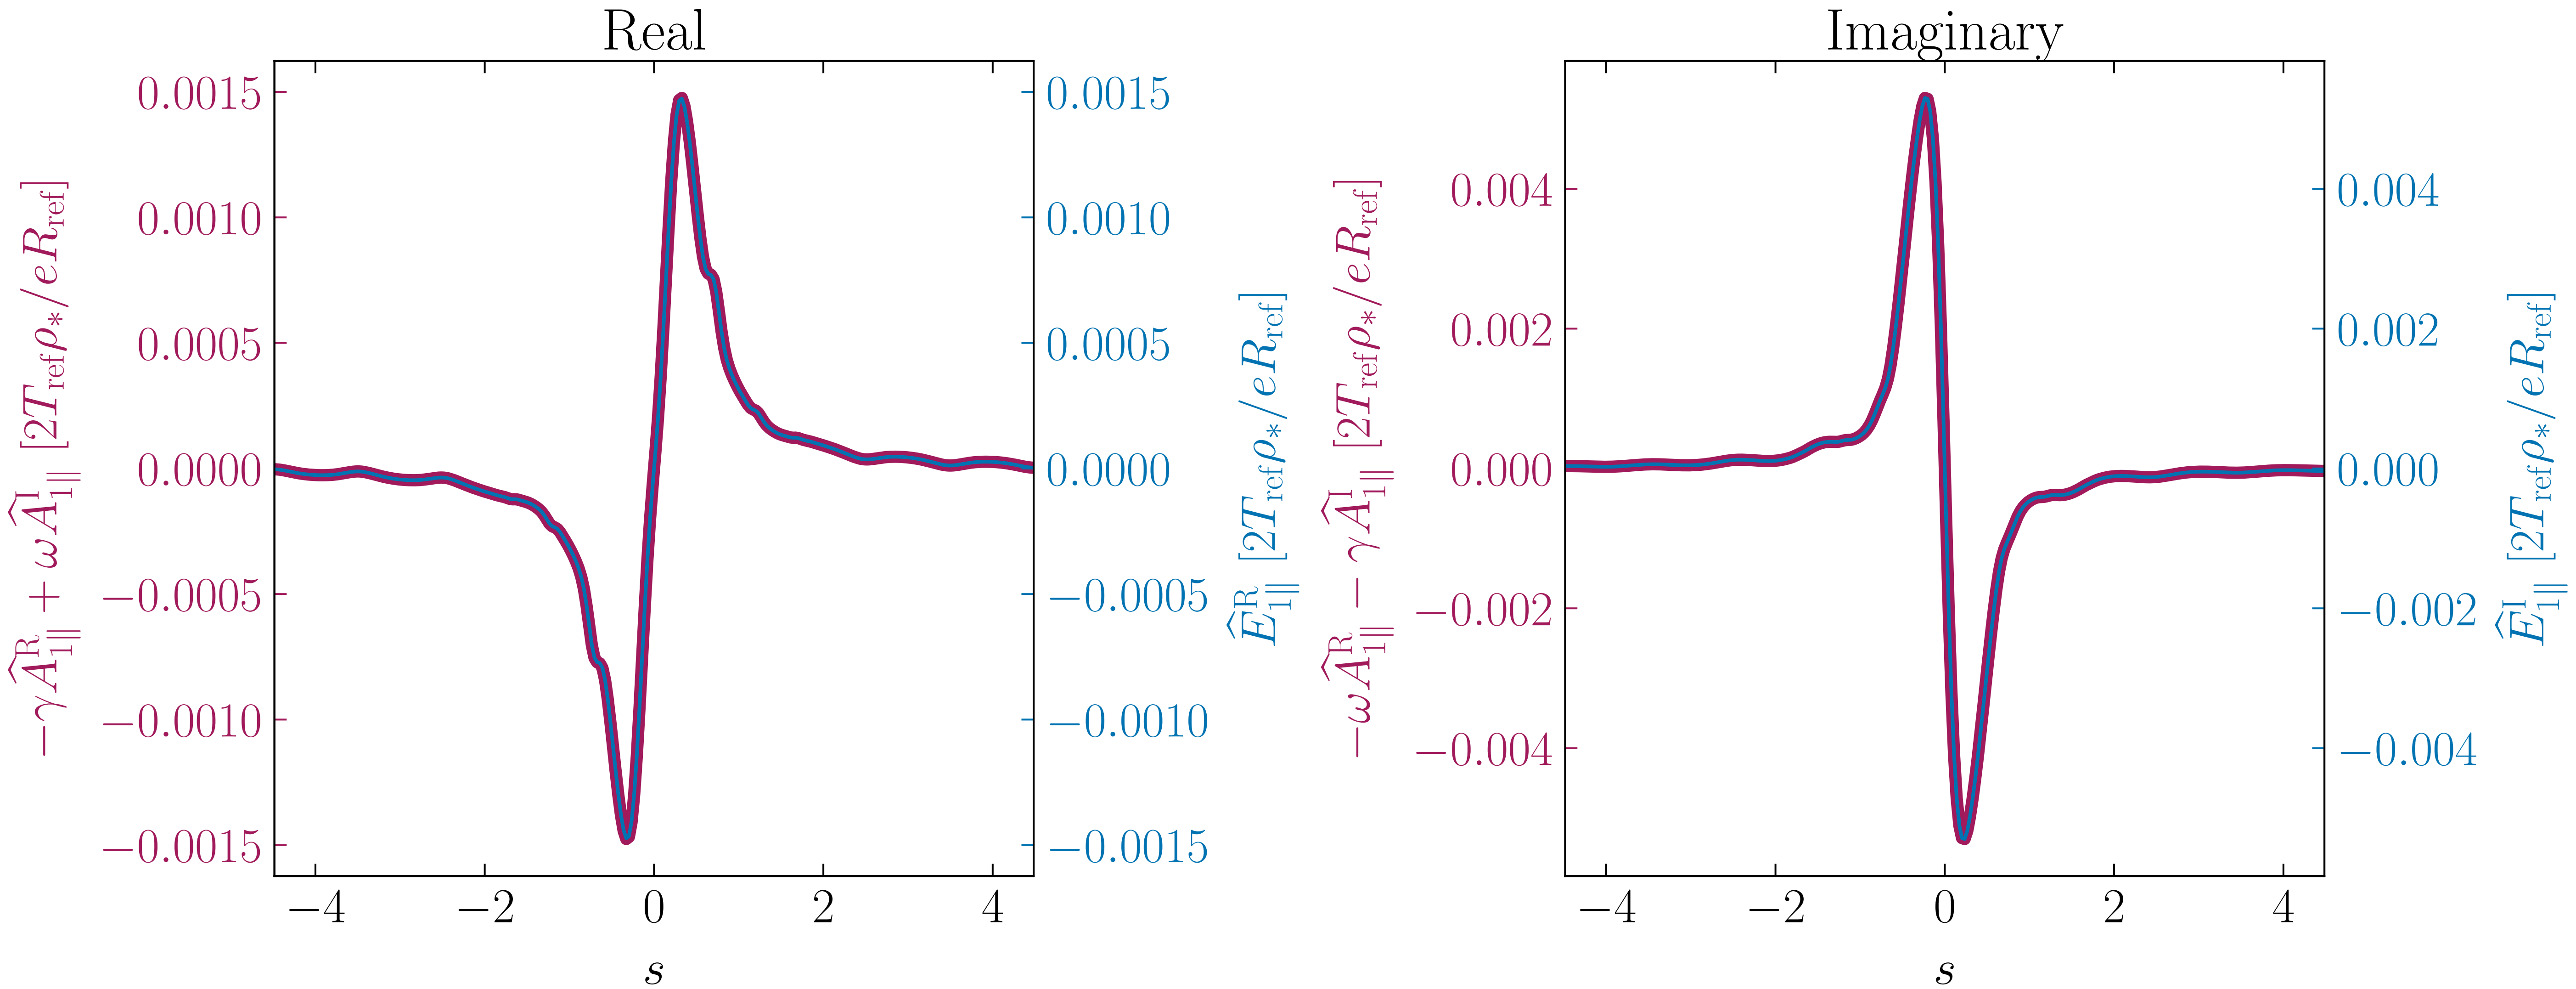 Real
0.0015
0.0010
0.0005
0.0000
−0.0005
−0.0010
−0.0015
−γÂ^R_{1∥} + ωÂ^I_{1∥} [2T_ref ρ_*/eR_ref]
0.0015
0.0010
0.0005
0.0000
−0.0005
−0.0010
−0.0015
Ê^R_{1∥} [2T_ref ρ_*/eR_ref]
−4 −2 0 2 4
s
Imaginary
0.004
0.002
0.000
−0.002
−0.004
−ωÂ^R_{1∥} − γÂ^I_{1∥} [2T_ref ρ_*/eR_ref]
0.004
0.002
0.000
−0.002
−0.004
Ê^I_{1∥} [2T_ref ρ_*/eR_ref]
−4 −2 0 2 4
s